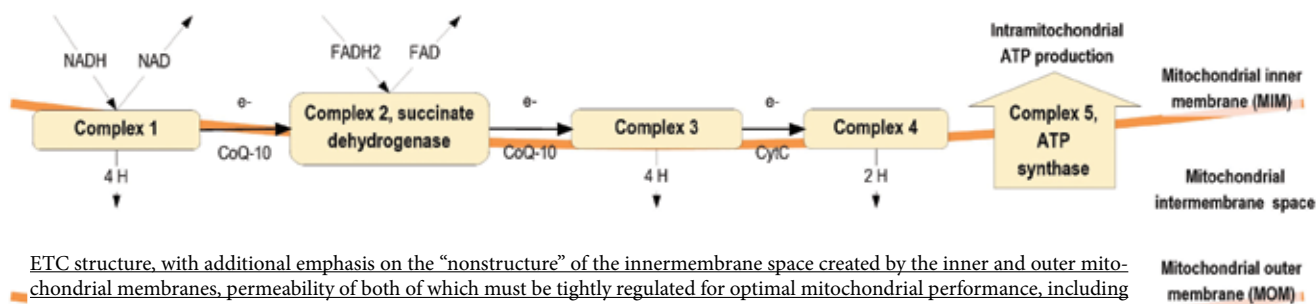 NADH NAD
FADH2 FAD
Intramitochondrial
ATP production
Mitochondrial inner
membrane (MIM)
Complex 1
e-
CoQ-10
Complex 2, succinate
dehydrogenase
e-
CoQ-10
Complex 3
e-
CytC
Complex 4
Complex 5,
ATP
synthase
4 H
4 H
2 H
Mitochondrial
intermembrane space
ETC structure, with additional emphasis on the “nonstructure” of the innermembrane space created by the inner and outer mito-
chondrial membranes, permeability of both of which must be tightly regulated for optimal mitochondrial performance, including
Mitochondrial outer
membrane (MOM)